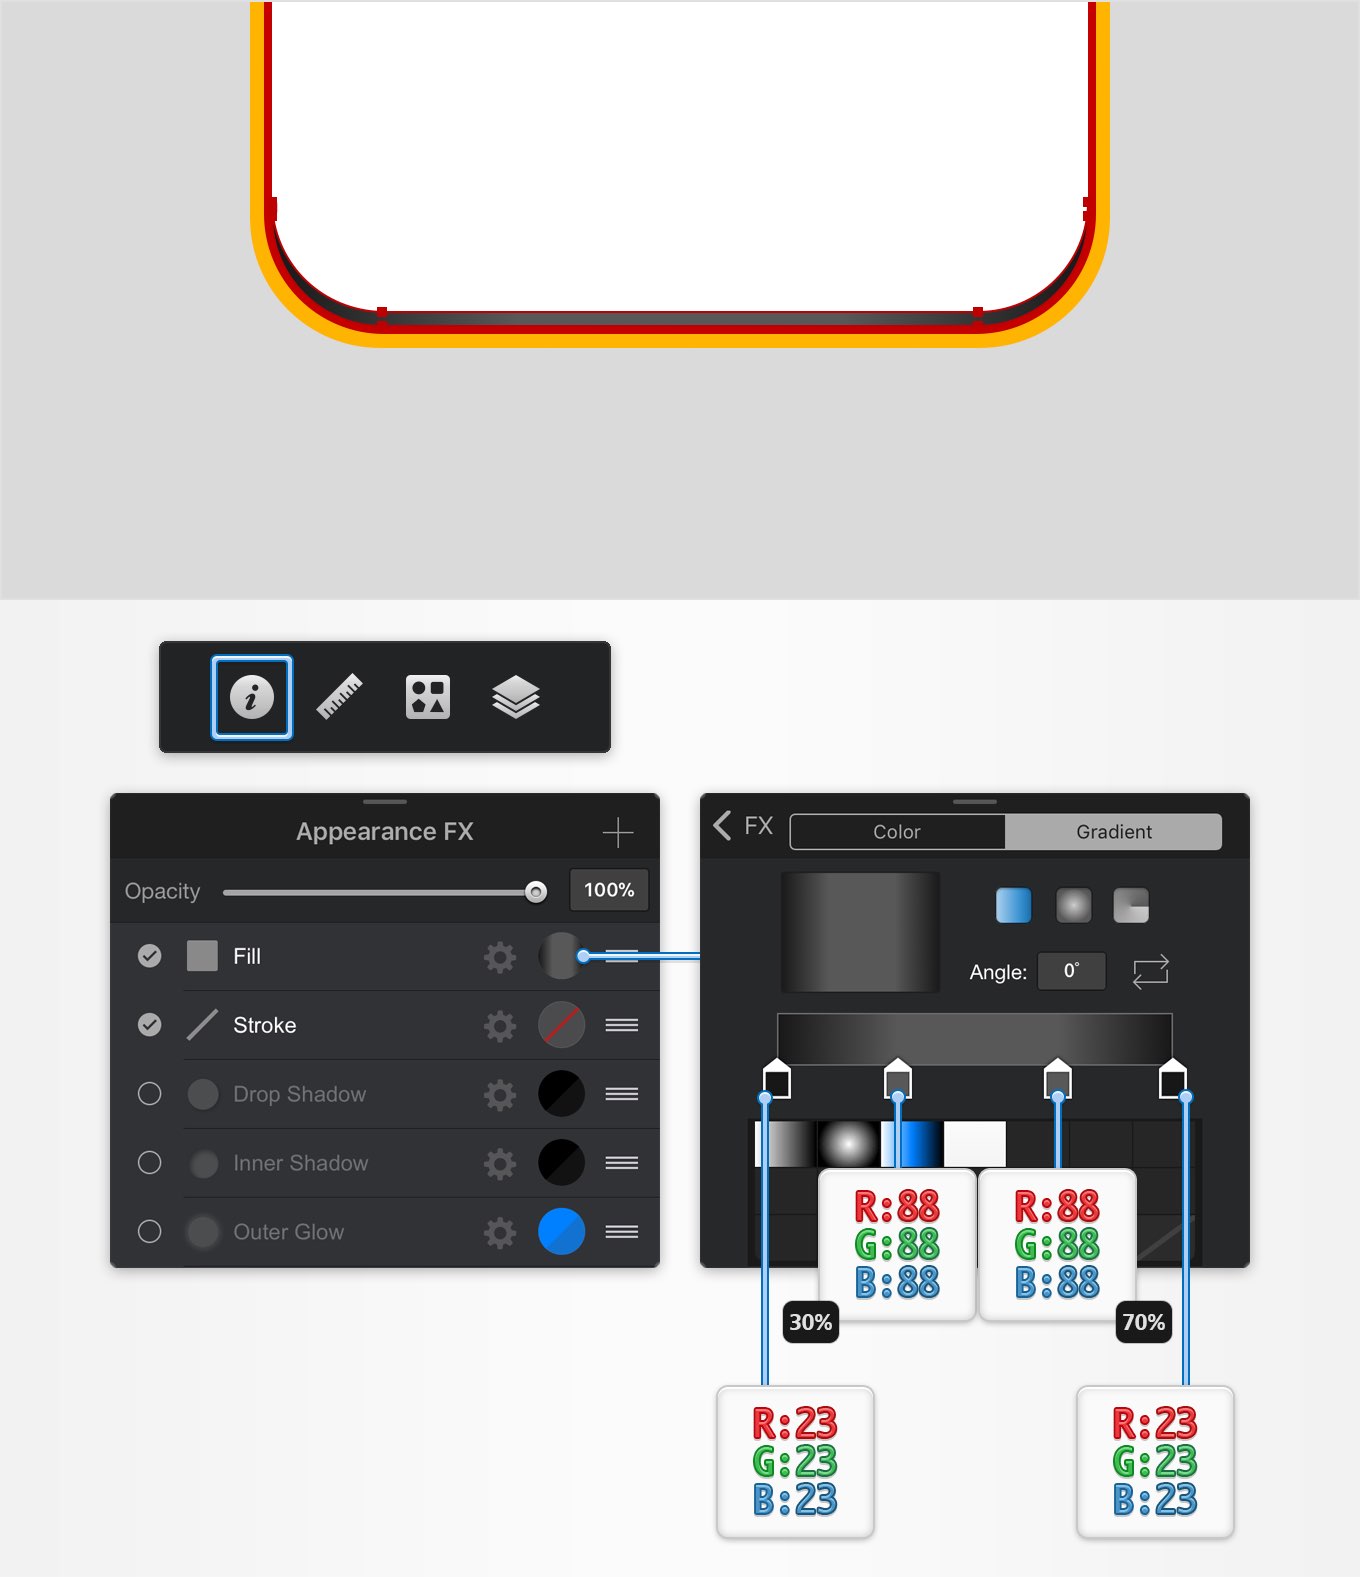 Appearance FX
Opacity 100%
Fill
Stroke
Drop Shadow
Inner Shadow
Outer Glow
FX Color Gradient
Angle: 0°
R:88
G:88
B:88
30%
R:88
G:88
B:88
70%
R:23
G:23
B:23
R:23
G:23
B:23